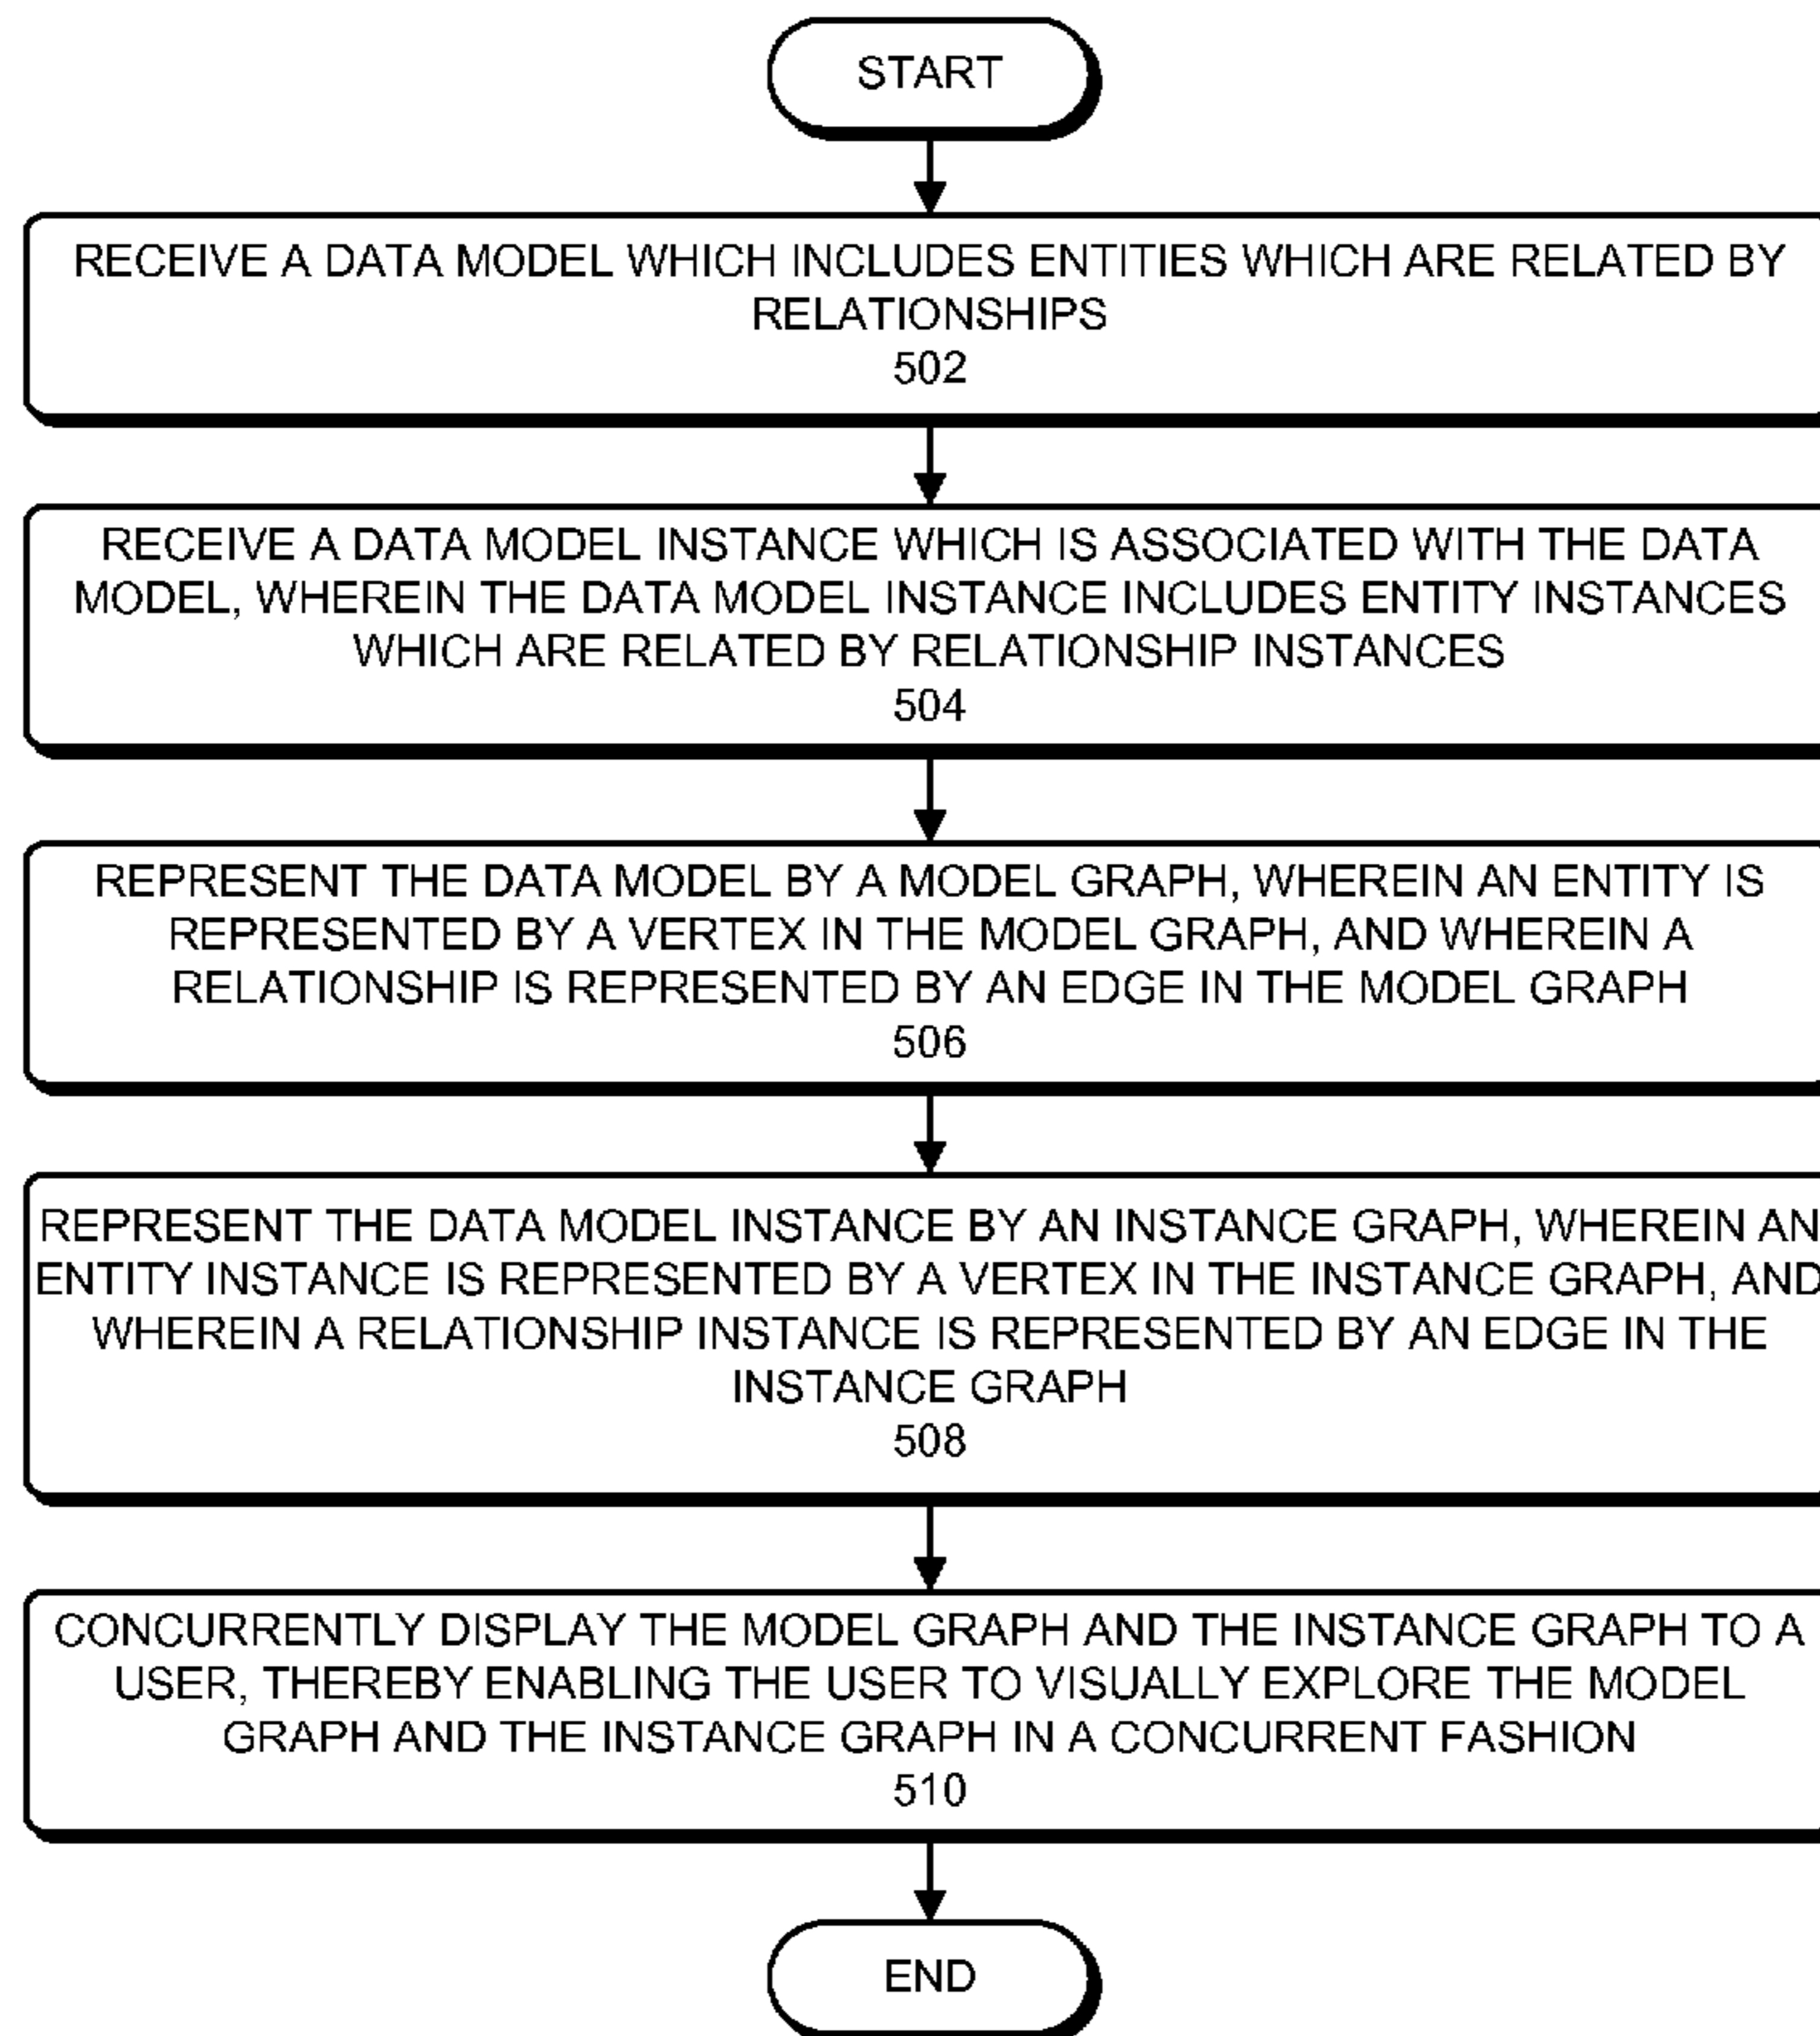 START
RECEIVE A DATA MODEL WHICH INCLUDES ENTITIES WHICH ARE RELATED BY
RELATIONSHIPS
502
RECEIVE A DATA MODEL INSTANCE WHICH IS ASSOCIATED WITH THE DATA
MODEL, WHEREIN THE DATA MODEL INSTANCE INCLUDES ENTITY INSTANCES
WHICH ARE RELATED BY RELATIONSHIP INSTANCES
504
REPRESENT THE DATA MODEL BY A MODEL GRAPH, WHEREIN AN ENTITY IS
REPRESENTED BY A VERTEX IN THE MODEL GRAPH, AND WHEREIN A
RELATIONSHIP IS REPRESENTED BY AN EDGE IN THE MODEL GRAPH
506
REPRESENT THE DATA MODEL INSTANCE BY AN INSTANCE GRAPH, WHEREIN AN
ENTITY INSTANCE IS REPRESENTED BY A VERTEX IN THE INSTANCE GRAPH, AND
WHEREIN A RELATIONSHIP INSTANCE IS REPRESENTED BY AN EDGE IN THE
INSTANCE GRAPH
508
CONCURRENTLY DISPLAY THE MODEL GRAPH AND THE INSTANCE GRAPH TO A
USER, THEREBY ENABLING THE USER TO VISUALLY EXPLORE THE MODEL
GRAPH AND THE INSTANCE GRAPH IN A CONCURRENT FASHION
510
END